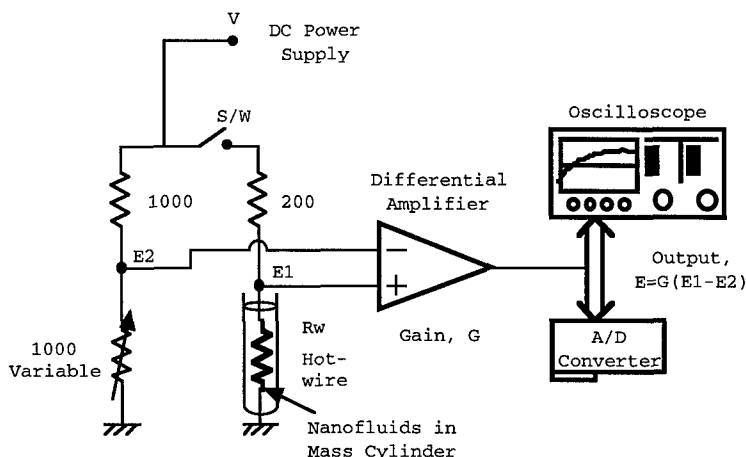 V
DC Power
Supply
S/W
Oscilloscope
1000
200
Differential
Amplifier
E2
E1
Output,
E=G(E1-E2)
1000
Variable
Rw
Hot-
wire
Gain, G
A/D
Converter
Nanofluids in
Mass Cylinder